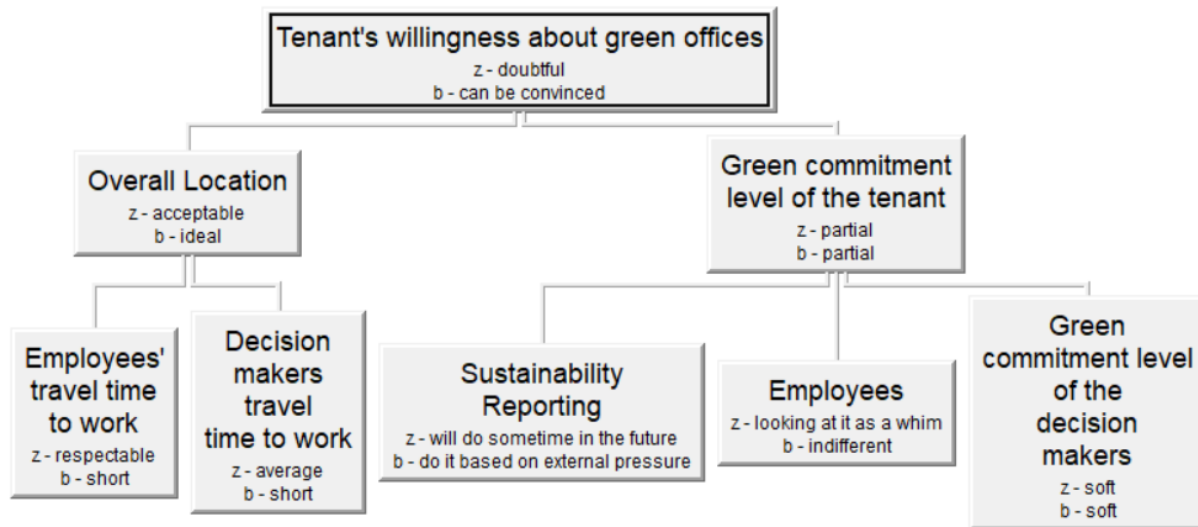 Tenant's willingness about green offices
z - doubtful
b - can be convinced
Overall Location
z - acceptable
b - ideal
Green commitment
level of the tenant
z - partial
b - partial
Employees'
travel time
to work
z - respectable
b - short
Decision
makers
travel
time to work
z - average
b - short
Sustainability
Reporting
z - will do sometime in the future
b - do it based on external pressure
Employees
z - looking at it as a whim
b - indifferent
Green
commitment level
of the
decision
makers
z - soft
b - soft